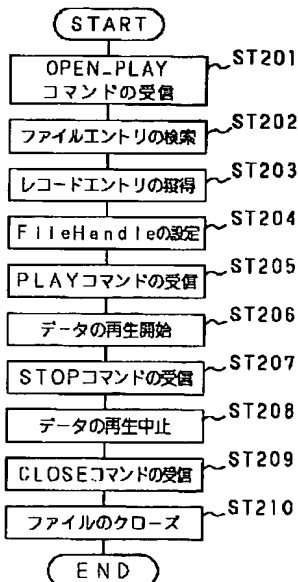 START
OPEN_PLAY
コマンドの受信
ST201
ファイルエントリの検索
ST202
レコードエントリの獲得
ST203
FileHandleの設定
ST204
PLAYコマンドの受信
ST205
データの再生開始
ST206
STOPコマンドの受信
ST207
データの再生中止
ST208
CLOSEコマンドの受信
ST209
ファイルのクローズ
ST210
END